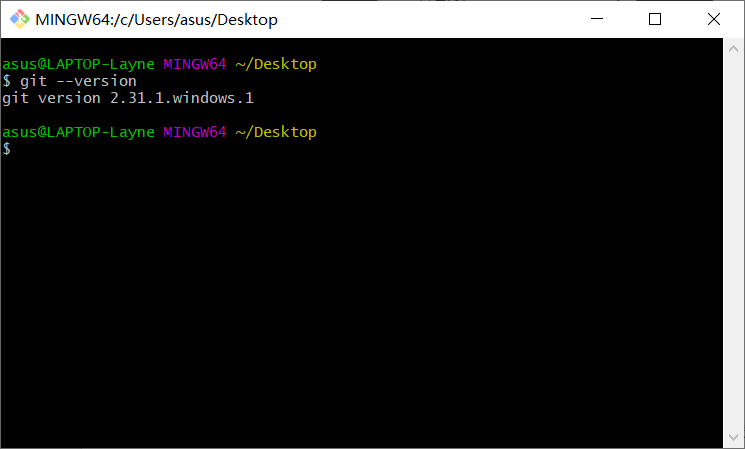 MINGW64:/c/Users/asus/Desktop
asus@LAPTOP-Layne MINGW64 ~/Desktop
$ git --version
git version 2.31.1.windows.1
asus@LAPTOP-Layne MINGW64 ~/Desktop
$